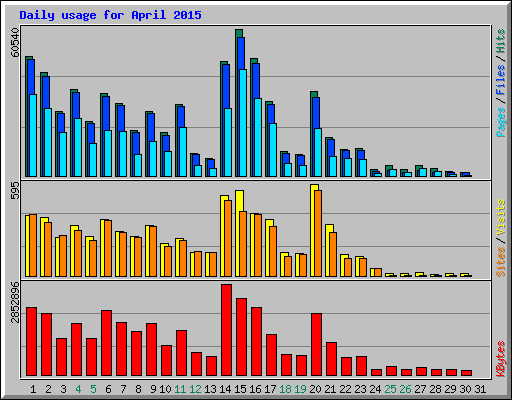 Daily usage for April 2015
60540
Pages / Files / Hits
595
Sites / Visits
2852896
KBytes
1 2 3 4 5 6 7 8 9 10 11 12 13 14 15 16 17 18 19 20 21 22 23 24 25 26 27 28 29 30 31